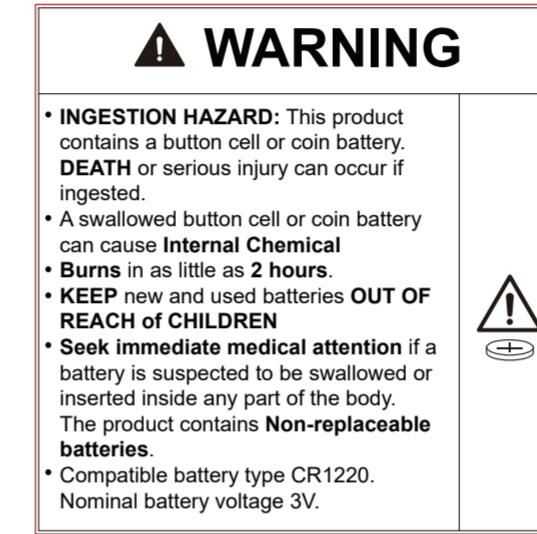 WARNING
• INGESTION HAZARD: This product
contains a button cell or coin battery.
DEATH or serious injury can occur if
ingested.
• A swallowed button cell or coin battery
can cause Internal Chemical
• Burns in as little as 2 hours.
• KEEP new and used batteries OUT OF
REACH of CHILDREN
• Seek immediate medical attention if a
battery is suspected to be swallowed or
inserted inside any part of the body.
The product contains Non-replaceable
batteries.
• Compatible battery type CR1220.
Nominal battery voltage 3V.